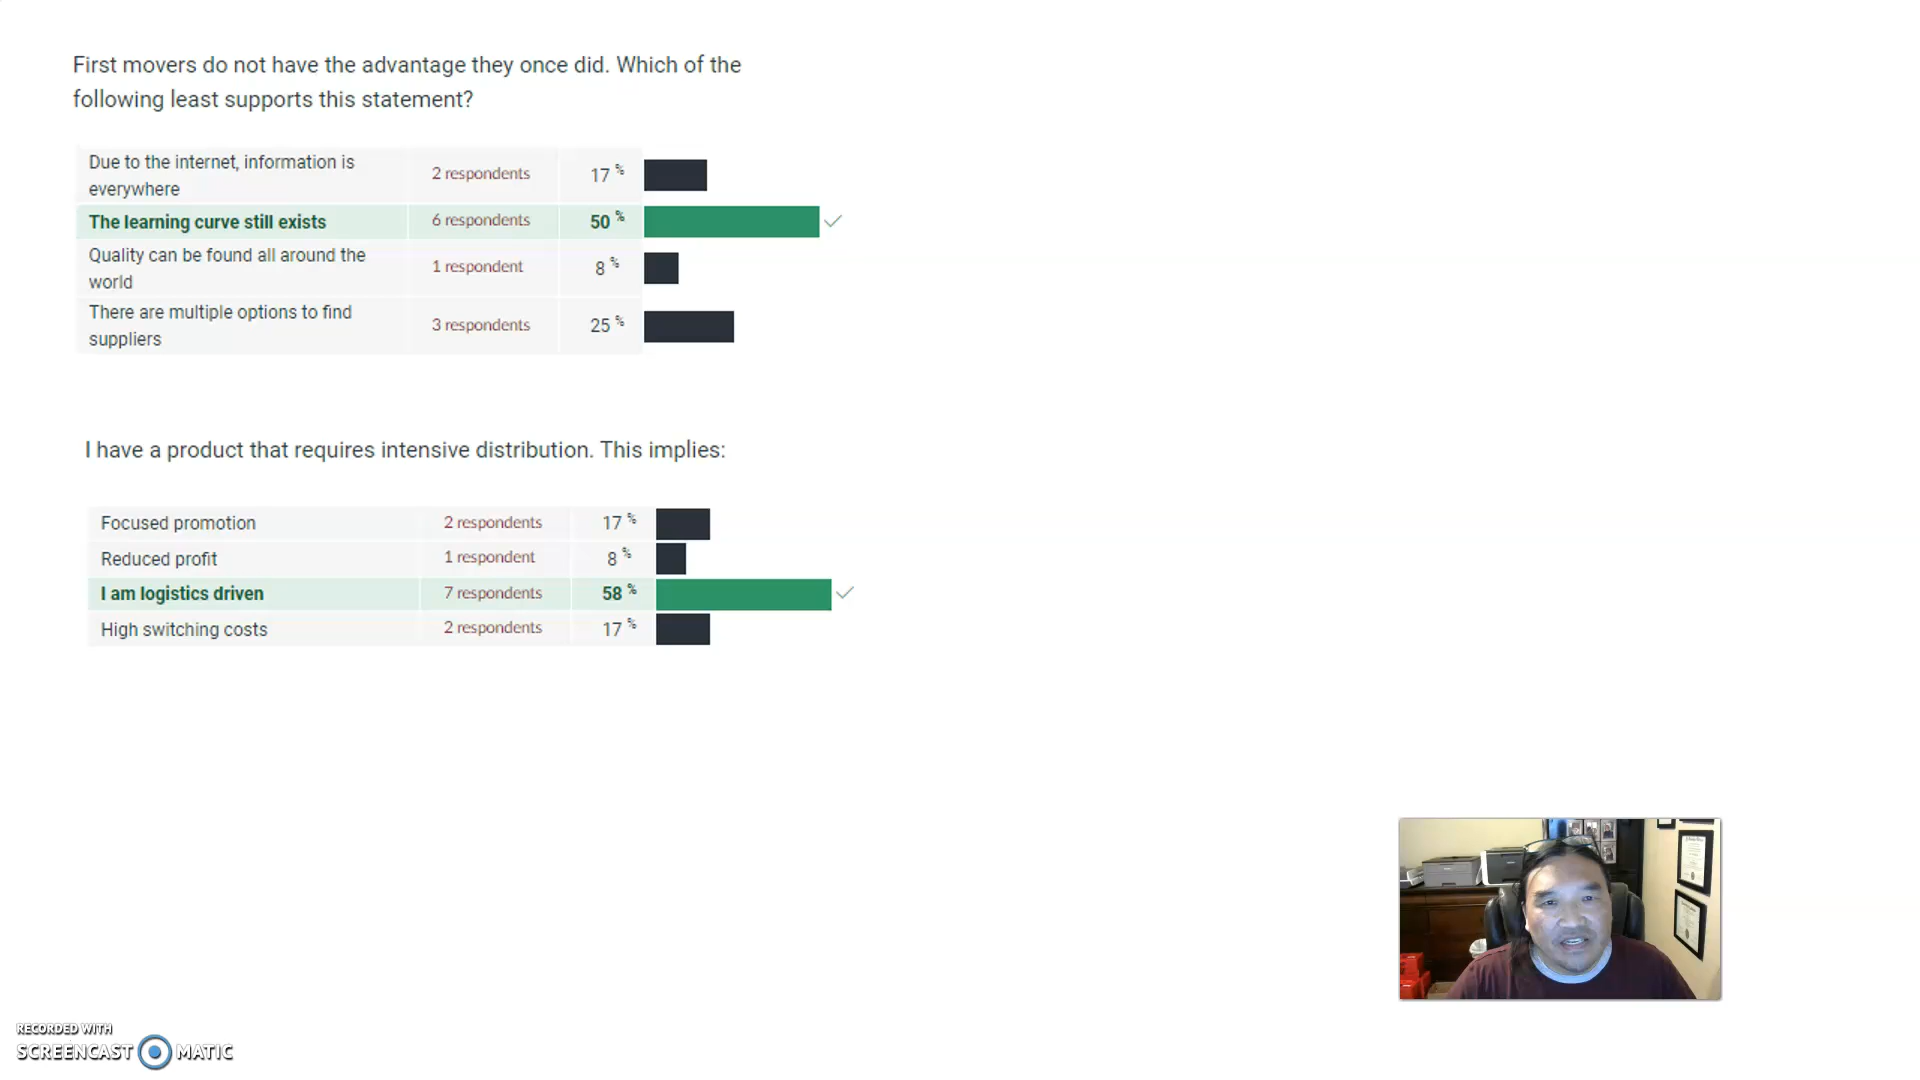 First movers do not have the advantage they once did. Which of the
following least supports this statement?
Due to the internet, information is
everywhere
2 respondents
17 %
The learning curve still exists
6 respondents
50 %
Quality can be found all around the
world
1 respondent
8 %
There are multiple options to find
suppliers
3 respondents
25 %
I have a product that requires intensive distribution. This implies:
Focused promotion
2 respondents
17 %
Reduced profit
1 respondent
8 %
I am logistics driven
7 respondents
58 %
High switching costs
2 respondents
17 %
RECORDED WITH
SCREENCAST MATIC